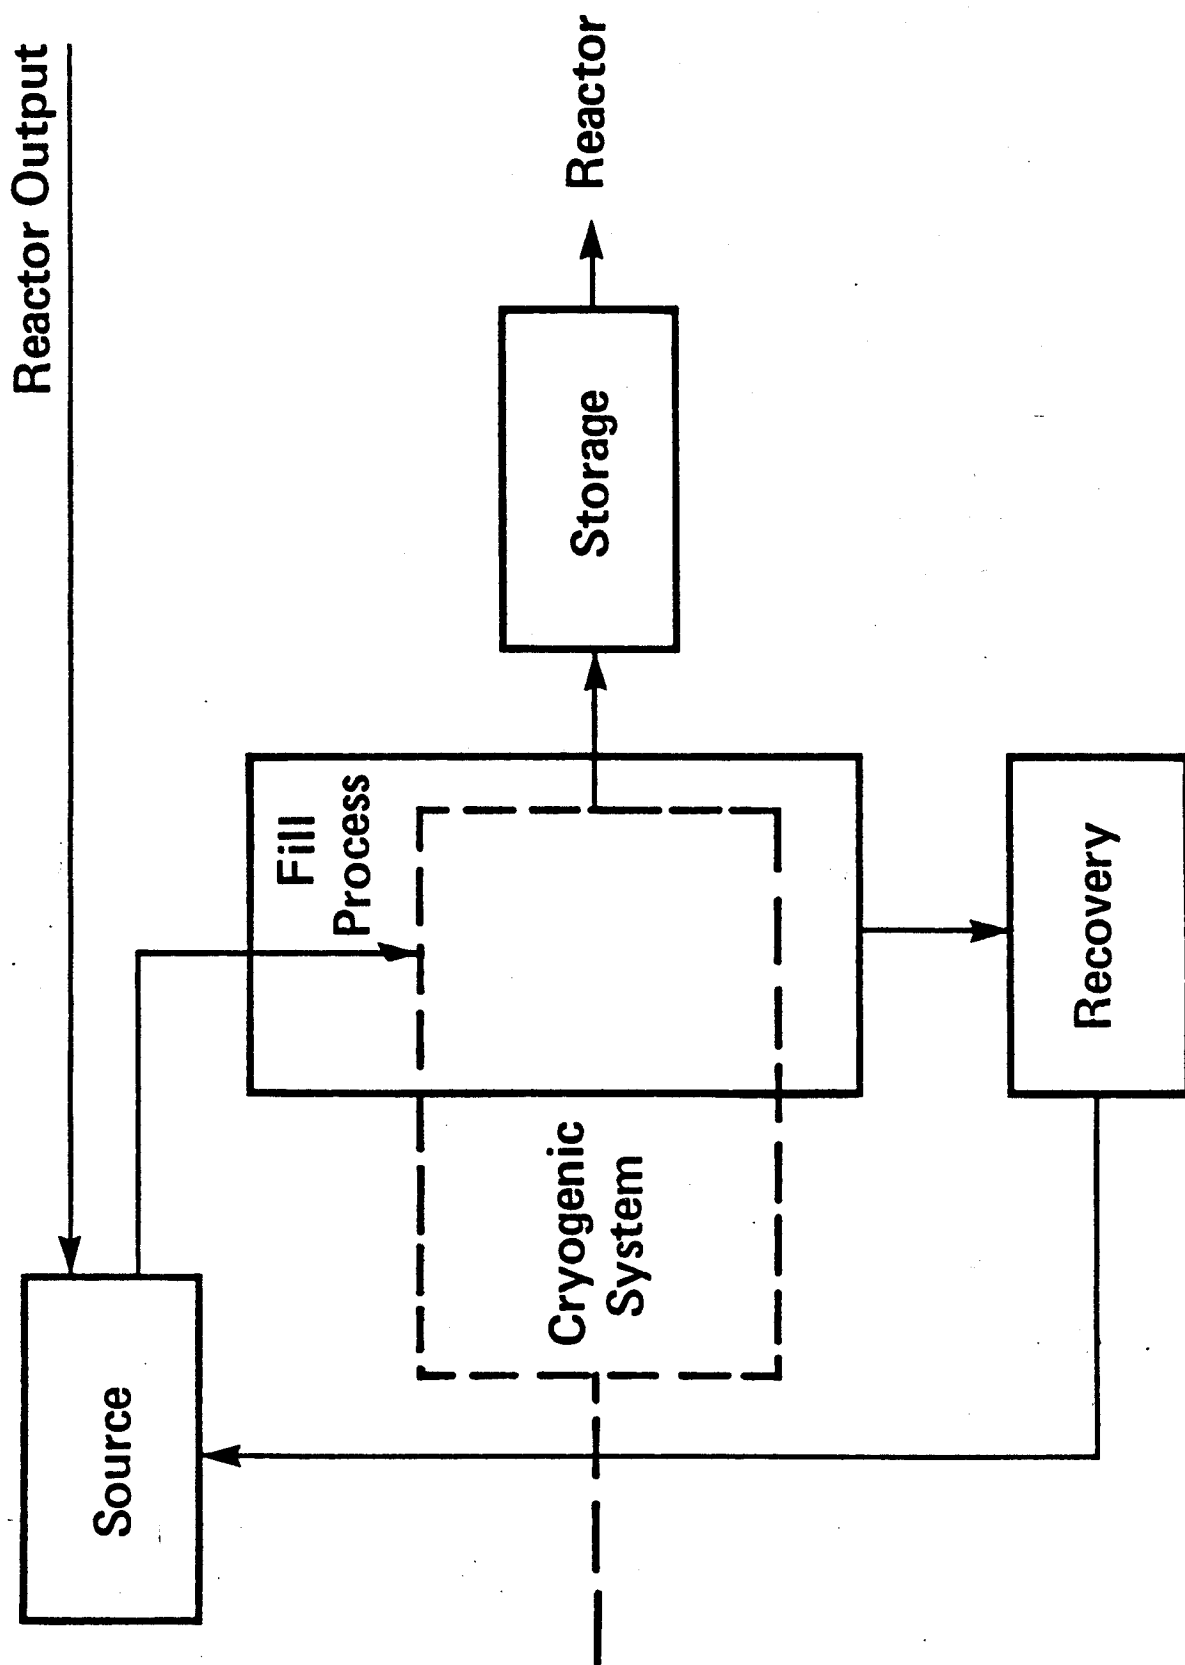 Reactor Output
Source
Fill
Process
Cryogenic
System
Storage
Reactor
Recovery